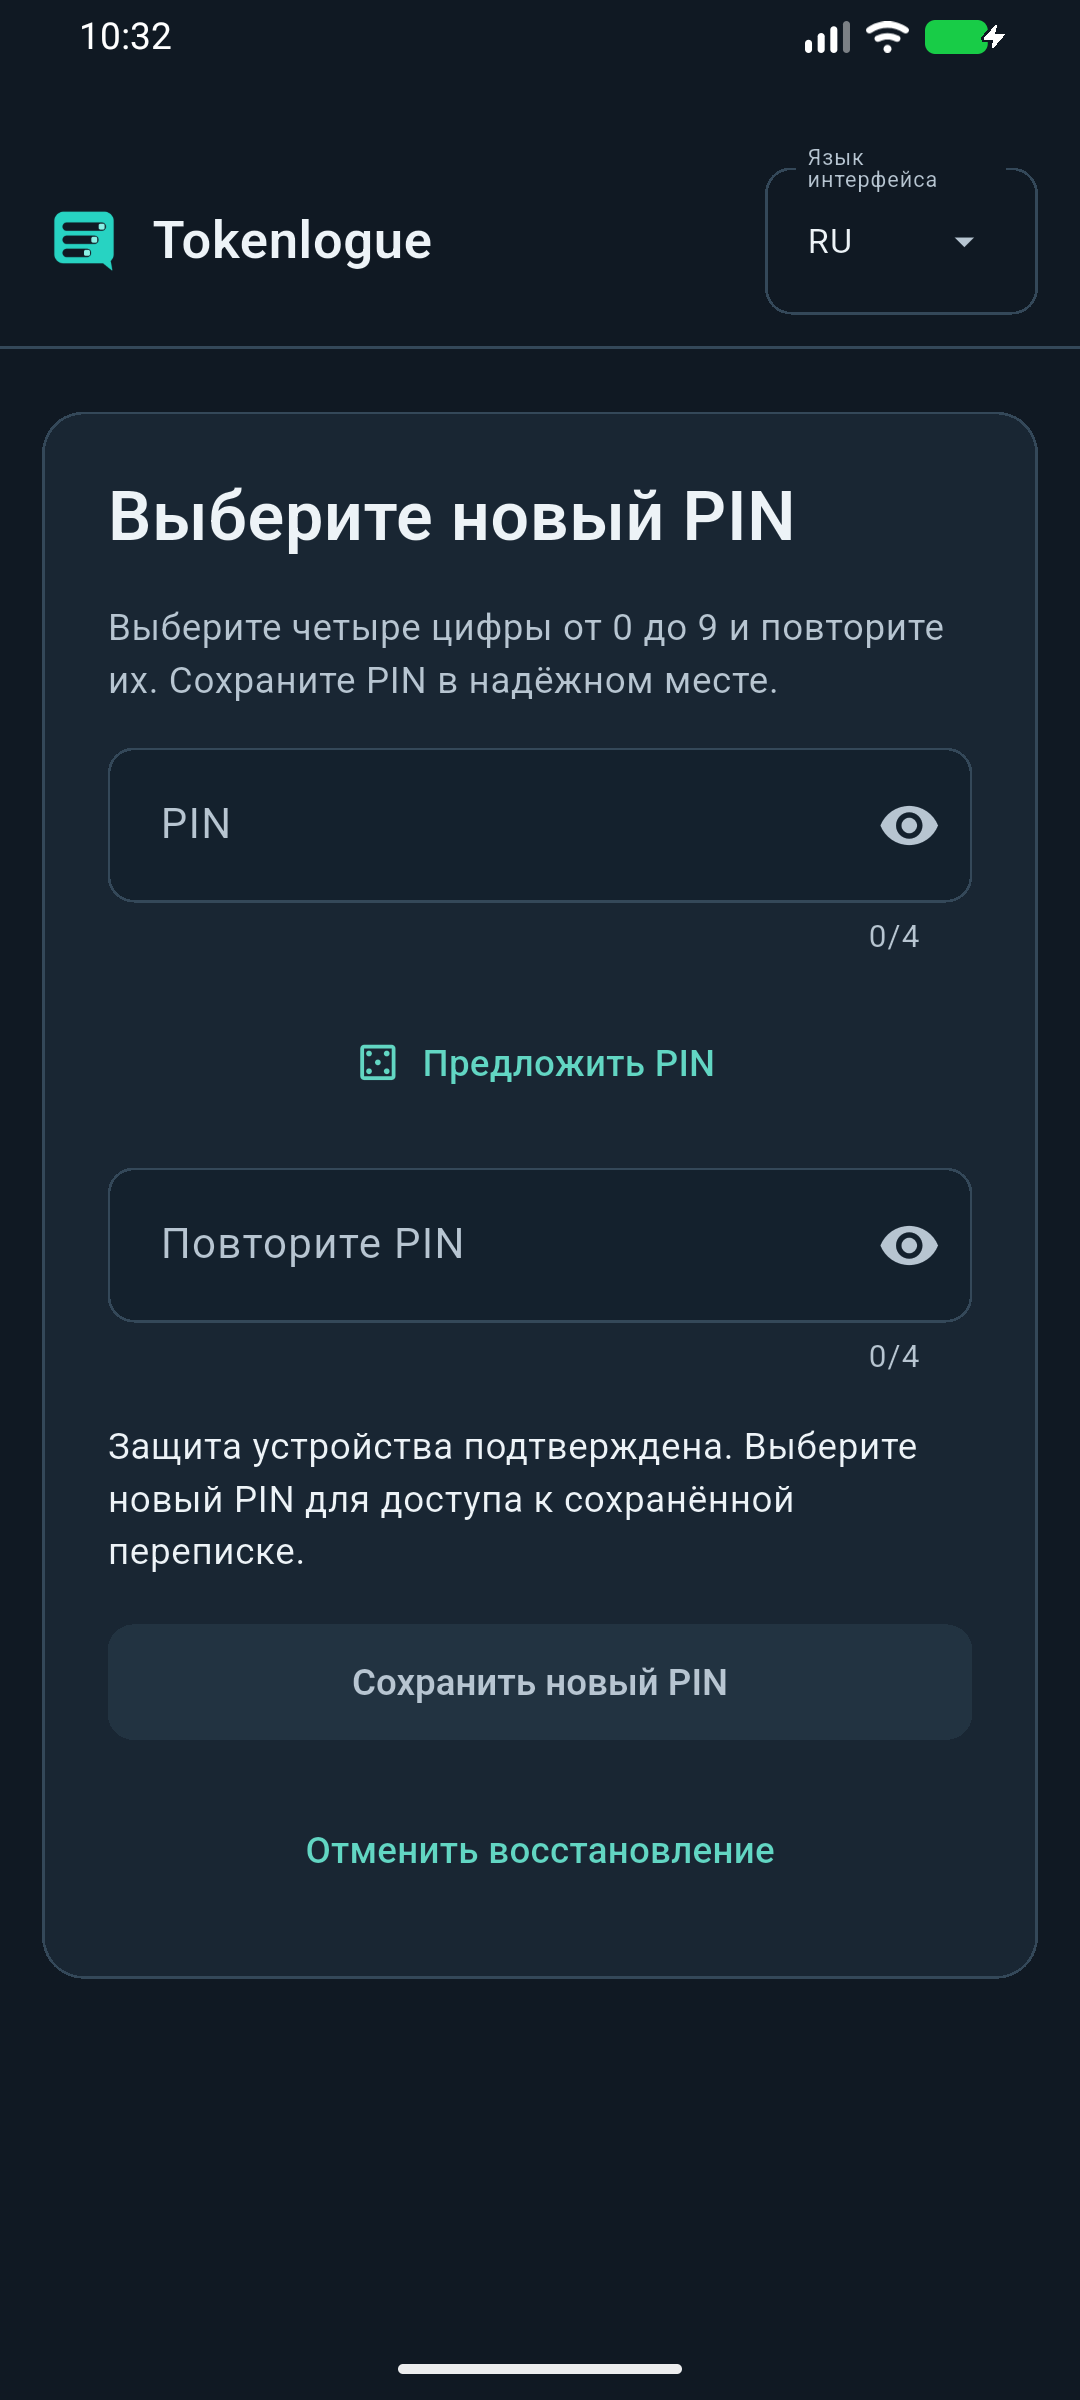 10:32
Tokenlogue
Язык
интерфейса
RU
Выберите новый PIN
Выберите четыре цифры от 0 до 9 и повторите
их. Сохраните PIN в надёжном месте.
PIN
0/4
Предложить PIN
Повторите PIN
0/4
Защита устройства подтверждена. Выберите
новый PIN для доступа к сохранённой
переписке.
Сохранить новый PIN
Отменить восстановление